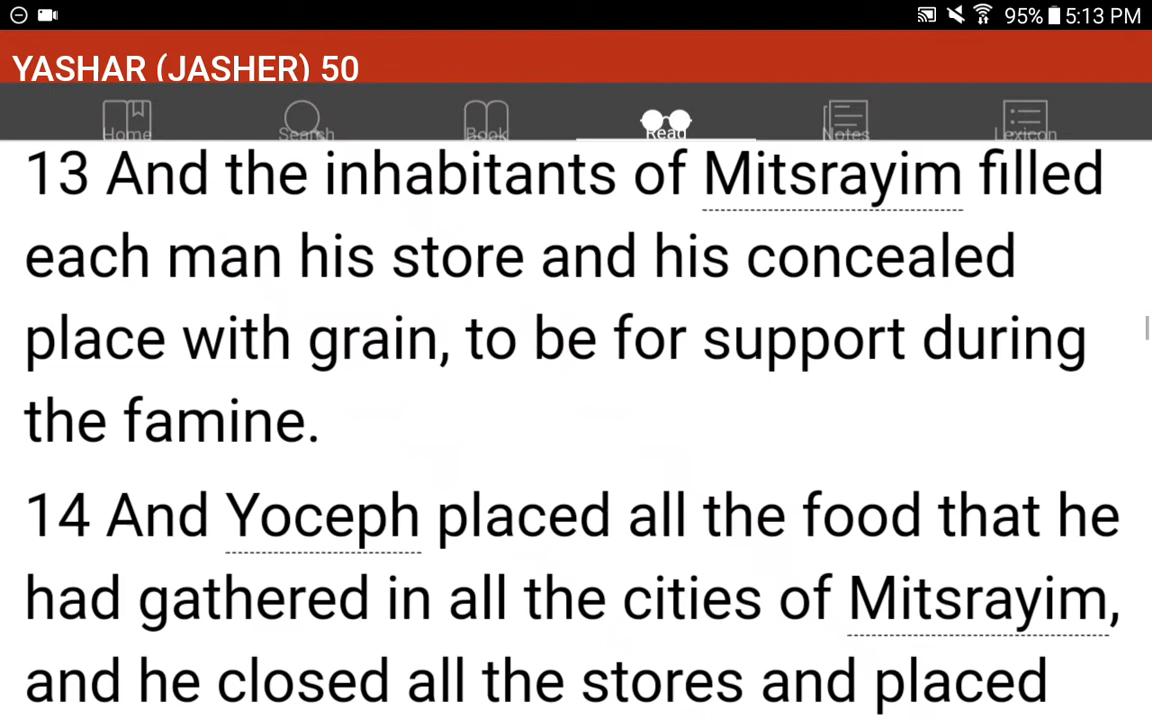 95% 5:13 PM
YASHAR (JASHER) 50
Home Search Book Read Notes Lexicon
13 And the inhabitants of Mitsrayim filled
each man his store and his concealed
place with grain, to be for support during
the famine.
14 And Yoceph placed all the food that he
had gathered in all the cities of Mitsrayim,
and he closed all the stores and placed